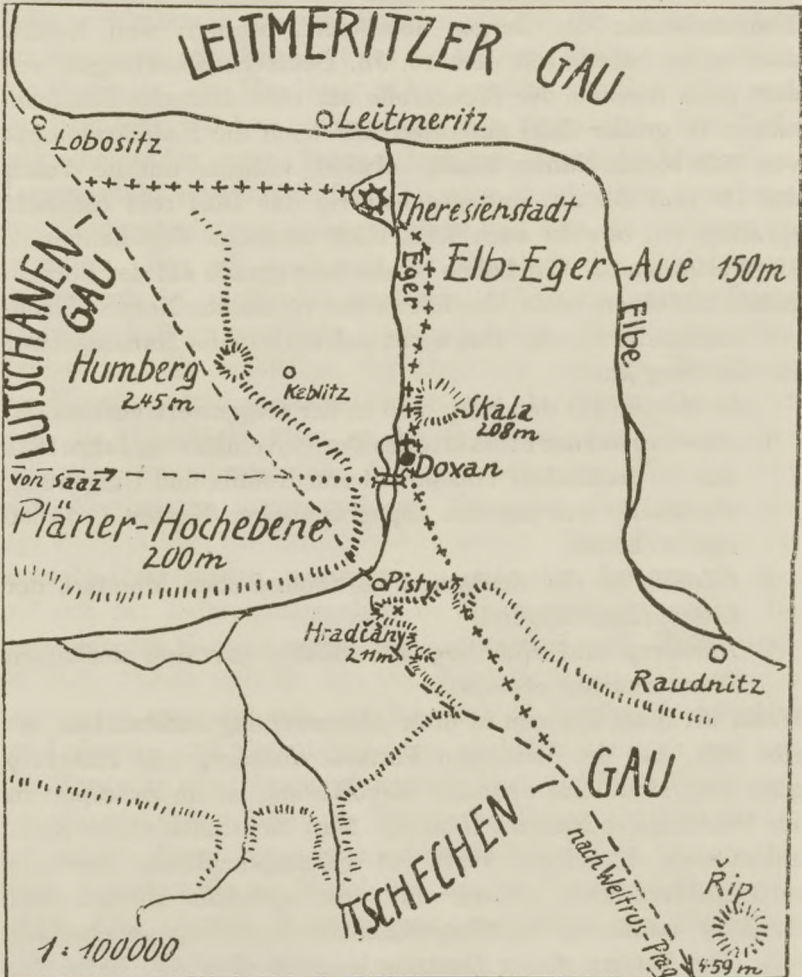 LEITMERITZER GAU
Lobositz
Leitmeritz
Theresienstadt
LUTSCHANEN-
GAU
Eger
Elb-Eger-Aue 150m
Elbe
Humberg
245m
Keblitz
Skala
208m
von Saaz
Doxan
Pläner-Hochebene
200m
Pisty
Hradčany
211m
Raudnitz
TSCHECHEN-
GAU
nach Weltrus-Prag
Řip
459m
1:100000